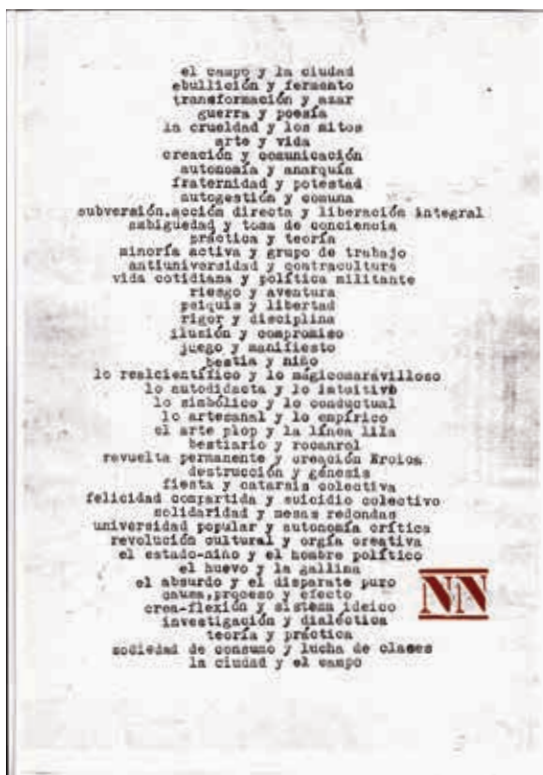 el campo y la ciudad
ebullición y fermento
transformación y azar
guerra y poesía
la crueldad y los mitos
arte y vida
creación y comunicación
autonomía y anarquía
fraternidad y potestad
autogestión y comuna
subversión,acción directa y liberación integral
ambigüedad y toma de conciencia
práctica y teoría
minoría activa y grupo de trabajo
antiuniversidad y contracultura
vida cotidiana y política militante
riesgo y aventura
psiquis y libertad
rigor y disciplina
ilusión y compromiso
juego y manifiesto
bestia y niño
lo realcientífico y lo mágicomaravilloso
lo autodidacta y lo intuitivo
lo simbólico y lo conductual
lo artesanal y lo empírico
el arte plop y la línea lila
bestiario y rocanrol
revuelta permanente y creación Eroica
destrucción y génesis
fiesta y catarsis colectiva
felicidad compartida y suicidio colectivo
solidaridad y mesas redondas
universidad popular y autonomía crítica
revolución cultural y orgía creativa
el estado-niño y el hombre político
el huevo y la gallina
el absurdo y el disparate puro
causa,proceso y efecto
crea-flexión y sistema ideico
investigación y dialéctica
teoría y práctica
sociedad de consumo y lucha de clases
la ciudad y el campo
NN